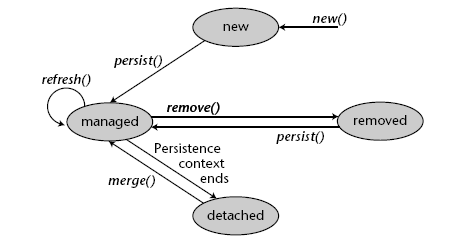 new
new()
persist()
refresh()
managed
remove()
removed
persist()
Persistence
context
ends
merge()
detached